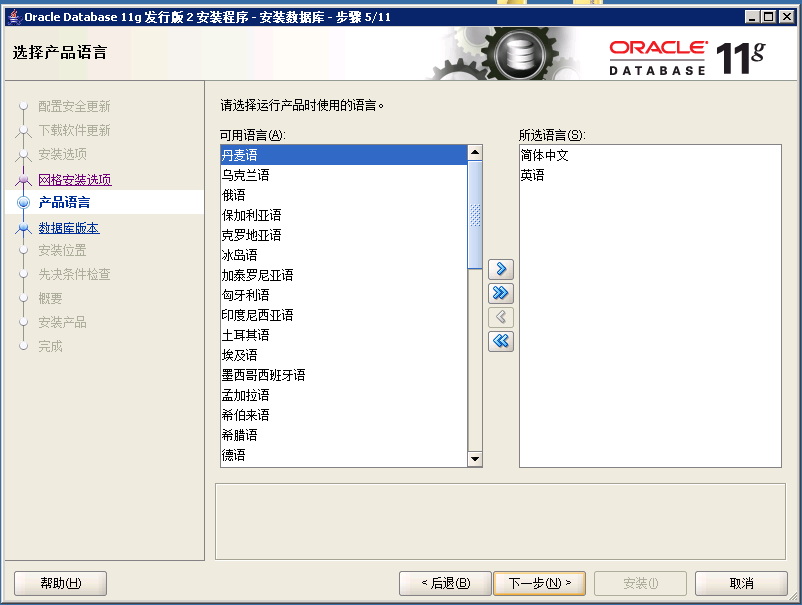 Oracle Database 11g 发行版 2 安装程序 - 安装数据库 - 步骤 5/11
选择产品语言
ORACLE
DATABASE
11g
配置安全更新
下载软件更新
安装选项
网格安装选项
产品语言
数据库版本
安装位置
先决条件检查
概要
安装产品
完成
请选择运行产品时使用的语言。
可用语言(A):
丹麦语
乌克兰语
俄语
保加利亚语
克罗地亚语
冰岛语
加泰罗尼亚语
匈牙利语
印度尼西亚语
土耳其语
埃及语
墨西哥西班牙语
孟加拉语
希伯来语
希腊语
德语
所选语言(S):
简体中文
英语
帮助(H)
< 后退(B)
下一步(N) >
安装(I)
取消